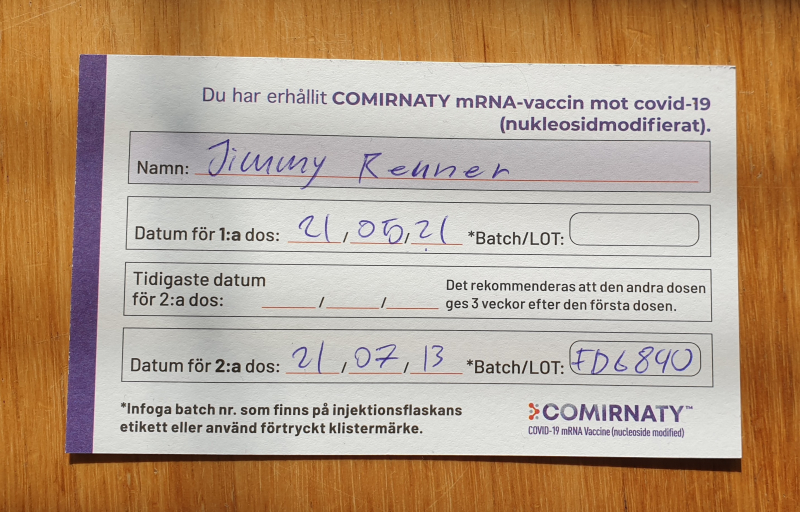 Du har erhållit COMIRNATY mRNA-vaccin mot covid-19
(nukleosidmodifierat).
Namn: Jimmy Renner
Datum för 1:a dos: 21/05/21 *Batch/LOT:
Tidigaste datum
för 2:a dos: / /
Det rekommenderas att den andra dosen
ges 3 veckor efter den första dosen.
Datum för 2:a dos: 21/07/13 *Batch/LOT: FD6840
*Infoga batch nr. som finns på injektionsflaskans
etikett eller använd förtryckt klistermärke.
COMIRNATY™
COVID-19 mRNA Vaccine (nucleoside modified)